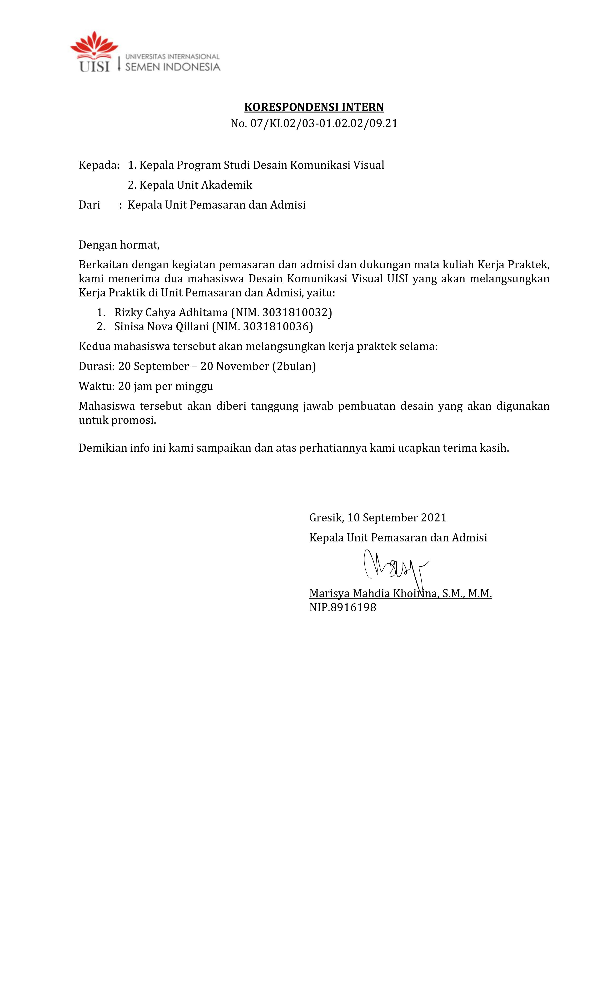 UISI
UNIVERSITAS INTERNASIONAL
SEMEN INDONESIA
KORESPONDENSI INTERN
No. 07/KI.02/03-01.02.02/09.21
Kepada: 1. Kepala Program Studi Desain Komunikasi Visual
2. Kepala Unit Akademik
Dari : Kepala Unit Pemasaran dan Admisi
Dengan hormat,
Berkaitan dengan kegiatan pemasaran dan admisi dan dukungan mata kuliah Kerja Praktek,
kami menerima dua mahasiswa Desain Komunikasi Visual UISI yang akan melangsungkan
Kerja Praktik di Unit Pemasaran dan Admisi, yaitu:
1. Rizky Cahya Adhitama (NIM. 3031810032)
2. Sinisa Nova Qillani (NIM. 3031810036)
Kedua mahasiswa tersebut akan melangsungkan kerja praktek selama:
Durasi: 20 September – 20 November (2bulan)
Waktu: 20 jam per minggu
Mahasiswa tersebut akan diberi tanggung jawab pembuatan desain yang akan digunakan
untuk promosi.
Demikian info ini kami sampaikan dan atas perhatiannya kami ucapkan terima kasih.
Gresik, 10 September 2021
Kepala Unit Pemasaran dan Admisi
Marisya Mahdia Khoirina, S.M., M.M.
NIP.8916198